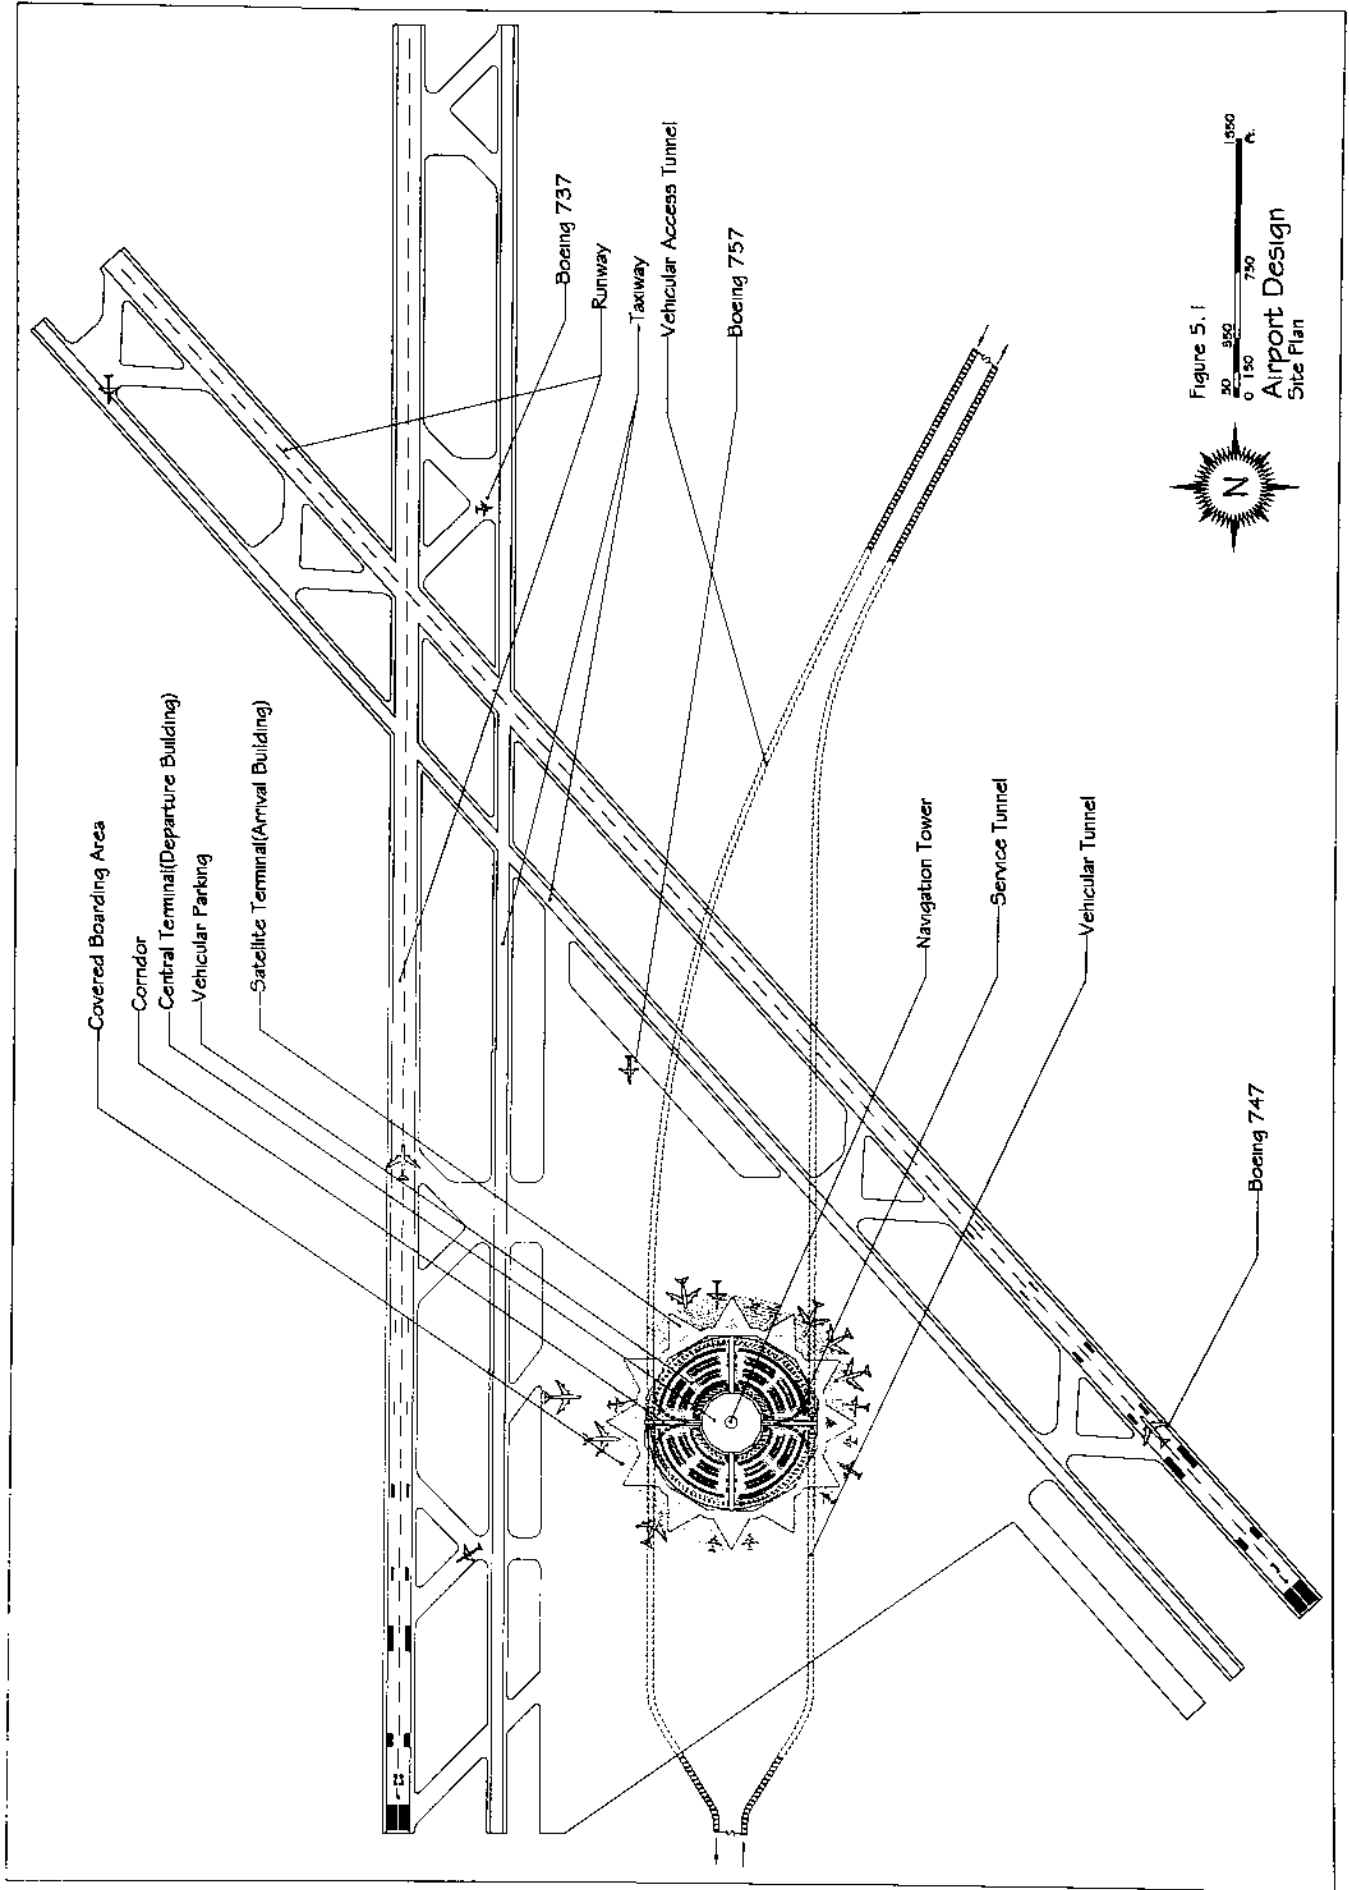 Covered Boarding Area
Corridor
Central Terminal(Departure Building)
Vehicular Parking
Satellite Terminal(Arrival Building)
Boeing 737
Runway
Taxiway
Vehicular Access Tunnel
Boeing 757
Navigation Tower
Service Tunnel
Vehicular Tunnel
Boeing 747
N
Figure 5.1
50 350 1550
0 150 750 ft.
Airport Design
Site Plan
S
S